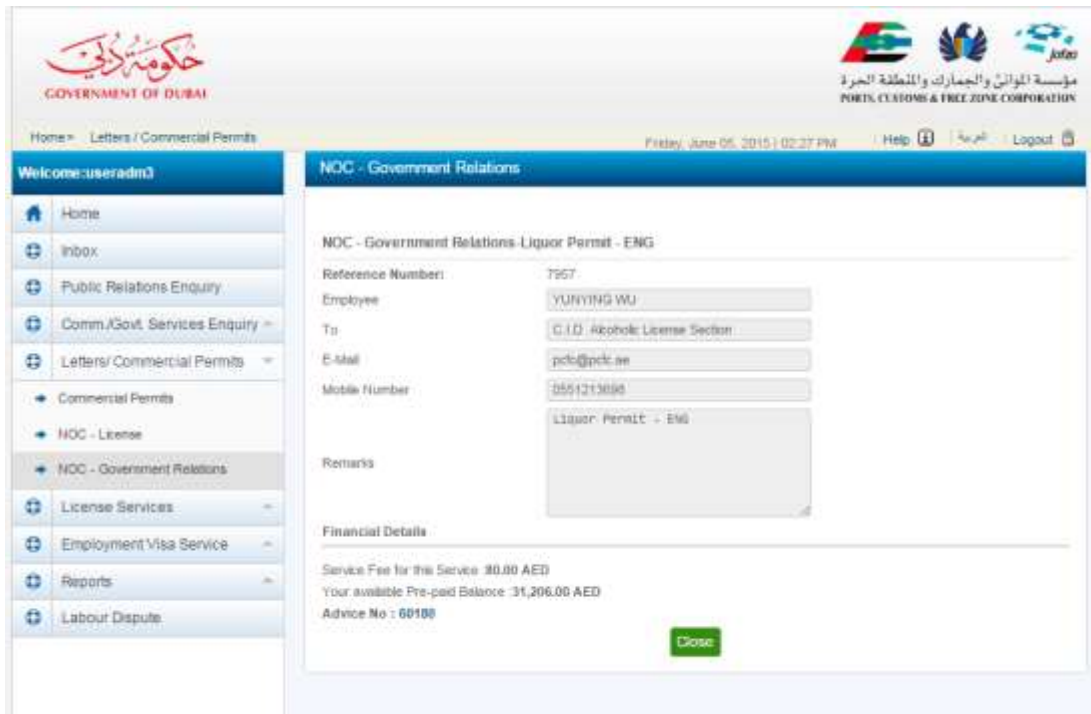 حكومة دبي
GOVERNMENT OF DUBAI
jafza
مؤسسة الموانئ والجمارك والمنطقة الحرة
PORTS, CUSTOMS & FREE ZONE CORPORATION
Home» Letters / Commercial Permits
Friday, June 05, 2015 | 02:27 PM Help العربية Logout
Welcome:useradm3
Home
Inbox
Public Relations Enquiry
Comm./Govt. Services Enquiry
Letters/ Commercial Permits
Commercial Permits
NOC - License
NOC - Government Relations
License Services
Employment Visa Service
Reports
Labour Dispute
NOC - Government Relations
NOC - Government Relations-Liquor Permit - ENG
Reference Number: 7957
Employee YUNYING WU
To C.I.D. Alcoholic License Section
E-Mail pcfc@pcfc.ae
Mobile Number
Remarks Liquor Permit - ENG
Financial Details
Service Fee for this Service :80.00 AED
Your available Pre-paid Balance :31,206.00 AED
Advice No : 60188
Close